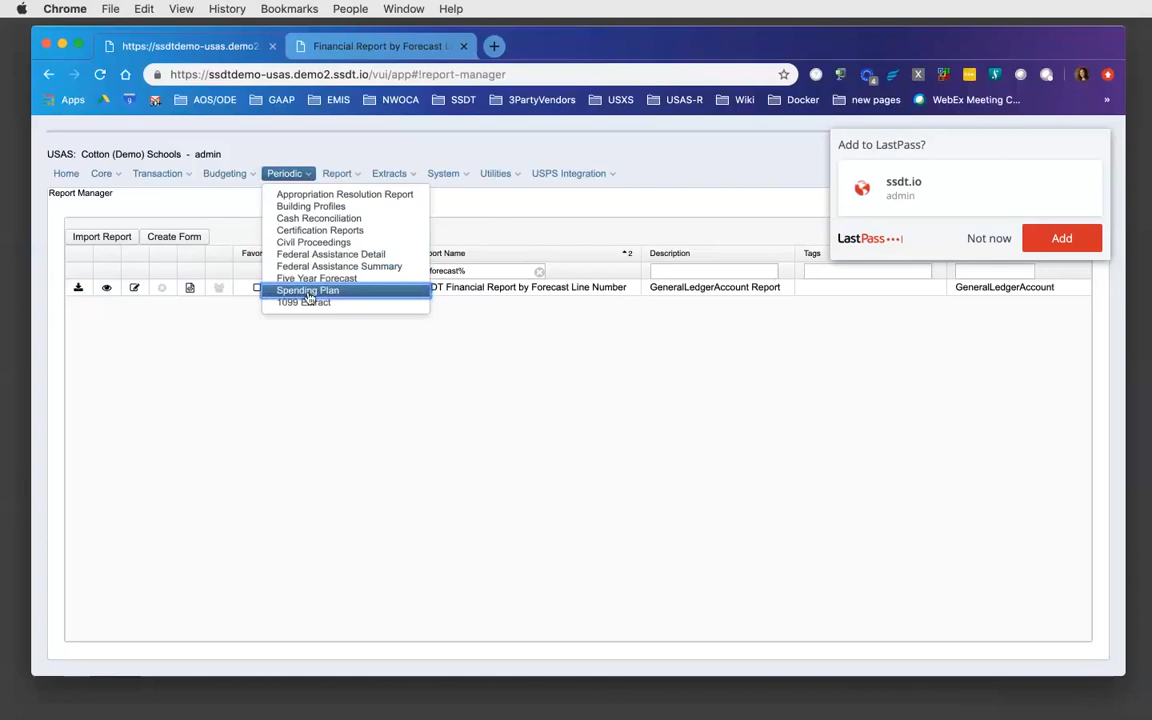 Chrome File Edit View History Bookmarks People Window Help
https://ssdtdemo-usas.demo2 Financial Report by Forecast L
https://ssdtdemo-usas.demo2.ssdt.io/vui/app#!report-manager
Apps AOS/ODE GAAP EMIS NWOCA SSDT 3PartyVendors USXS USAS-R Wiki Docker new pages WebEx Meeting C... »
Add to LastPass?
ssdt.io
admin
LastPass Not now Add
USAS: Cotton (Demo) Schools - admin
Home Core Transaction Budgeting Periodic Report Extracts System Utilities USPS Integration
Report Manager
Appropriation Resolution Report
Building Profiles
Cash Reconciliation
Certification Reports
Civil Proceedings
Federal Assistance Detail
Federal Assistance Summary
Five Year Forecast
Spending Plan
1099 Extract
Import Report Create Form
Favor ort Name 2 Description Tags
forecast%
DT Financial Report by Forecast Line Number GeneralLedgerAccount Report GeneralLedgerAccount